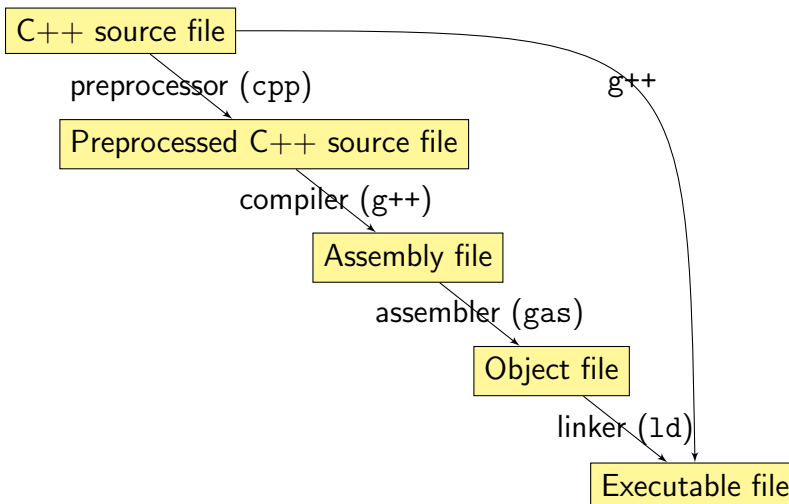 C++ source file
preprocessor (cpp)
g++
Preprocessed C++ source file
compiler (g++)
Assembly file
assembler (gas)
Object file
linker (ld)
Executable file